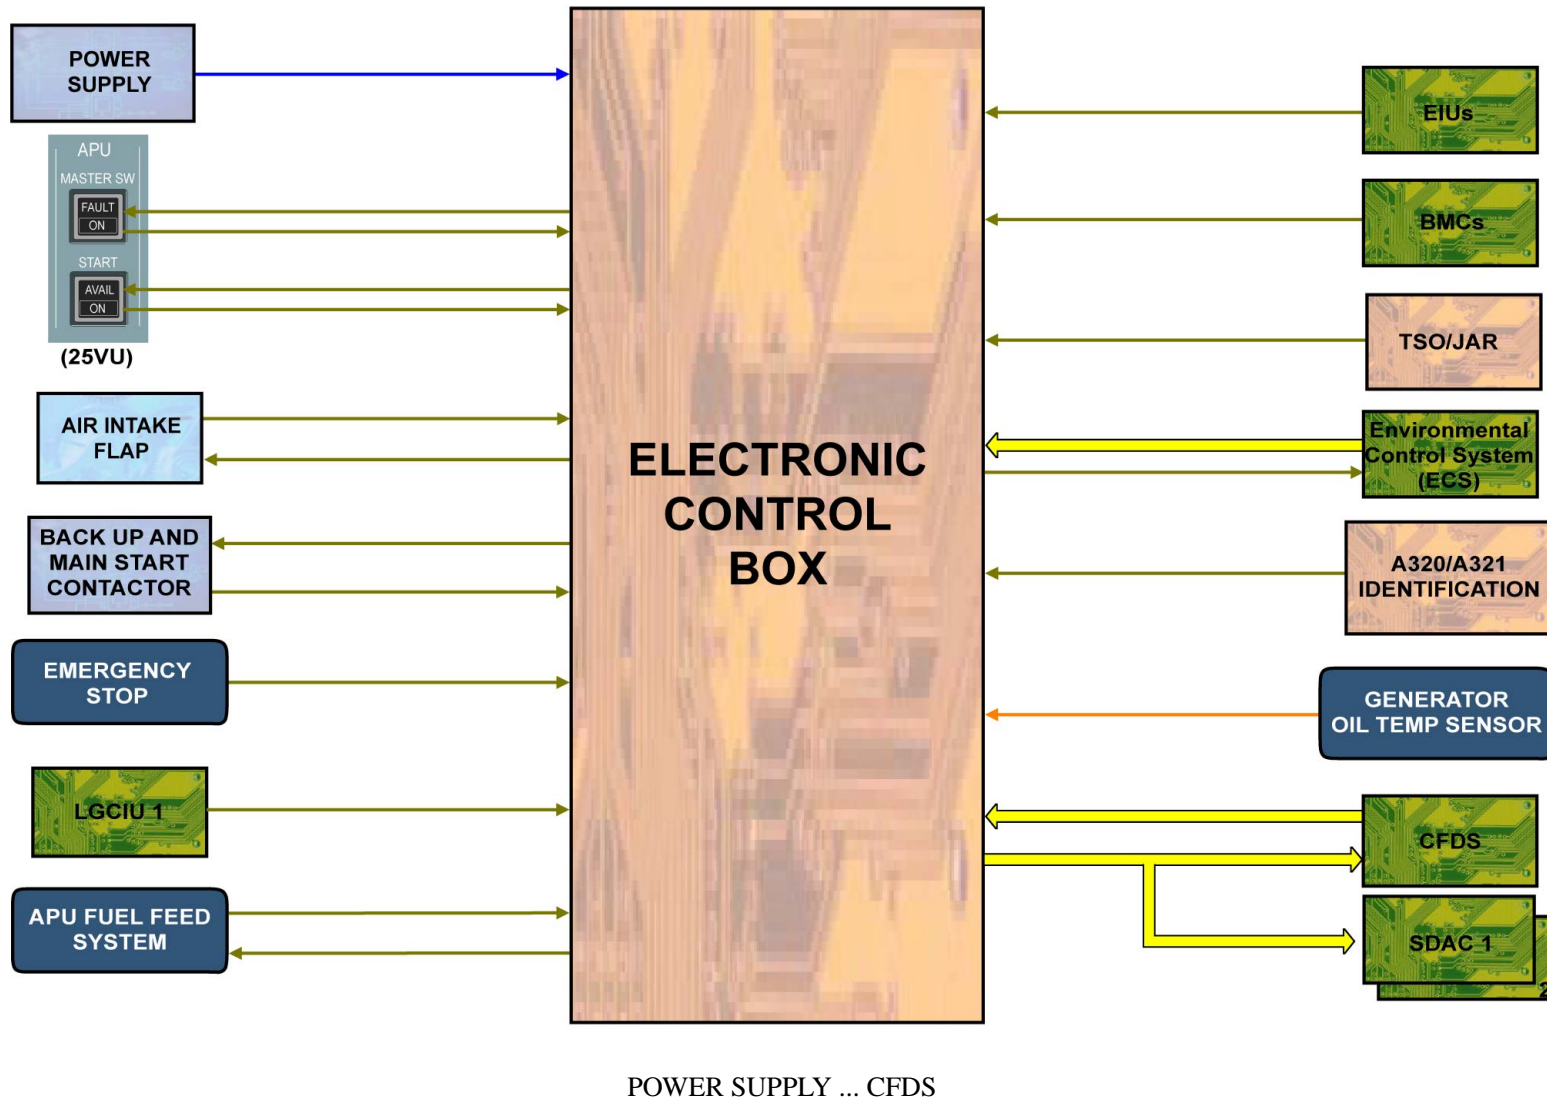 POWER
SUPPLY
APU
MASTER SW
FAULT
ON
START
AVAIL
ON
(25VU)
AIR INTAKE
FLAP
BACK UP AND
MAIN START
CONTACTOR
EMERGENCY
STOP
LGCIU 1
APU FUEL FEED
SYSTEM
ELECTRONIC
CONTROL
BOX
EIUs
BMCs
TSO/JAR
Environmental
Control System
(ECS)
A320/A321
IDENTIFICATION
GENERATOR
OIL TEMP SENSOR
CFDS
SDAC 1
2
POWER SUPPLY ... CFDS